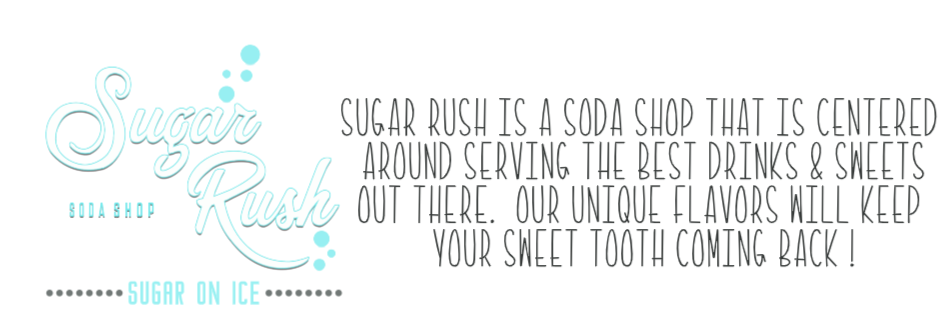 Sugar
Rush
SODA SHOP
SUGAR ON ICE
SUGAR RUSH IS A SODA SHOP THAT IS CENTERED
AROUND SERVING THE BEST DRINKS & SWEETS
OUT THERE. OUR UNIQUE FLAVORS WILL KEEP
YOUR SWEET TOOTH COMING BACK !